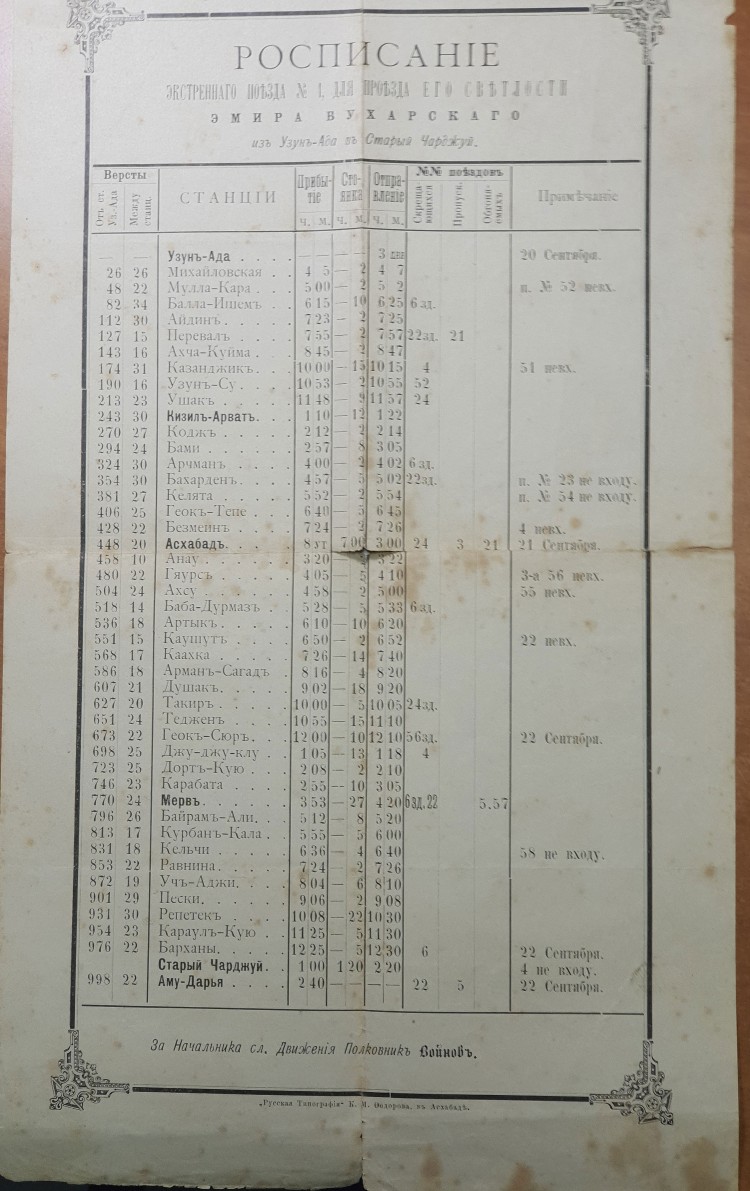 РОСПИСАНІЕ
ЭКСТРЕННАГО ПОѢЗДА № 1, ДЛЯ ПРОѢЗДА ЕГО СВѢТЛОСТИ
ЭМИРА БУХАРСКАГО
изъ Узунъ-Ада въ Старый Чарджуй.
Версты СТАНЦІИ Прибытіе Стоянка Отправленіе №№ поѣздовъ Примѣчаніе
Отъ ст. Уз.-Ада Между станц. ч. м. ч. м. ч. м. Скрещающихся Пропуск. Обгоняемыхъ
— — Узунъ-Ада . . . . — — — — 3 дня 20 Сентября.
26 26 Михайловская . . 4 5 — 2 4 7
48 22 Мулла-Кара . . . 5 00 — 2 5 2 п. № 52 невх.
82 34 Балла-Ишемъ . . 6 15 — 10 6 25 6 зд.
112 30 Айдинъ . . . . . 7 23 — 2 7 25
127 15 Перевалъ . . . . 7 55 — 2 7 57 22зд. 21
143 16 Ахча-Куйма . . . 8 45 — 2 8 47
174 31 Казанджикъ. . . . 10 00 — 15 10 15 4 51 невх.
190 16 Узунъ-Су . . . . 10 53 — 2 10 55 52
213 23 Ушакъ . . . . . 11 48 — 9 11 57 24
243 30 Кизилъ-Арватъ. . . 1 10 — 12 1 22
270 27 Коджъ . . . . . 2 12 — 2 2 14
294 24 Бами . . . . . . 2 57 — 8 3 05
324 30 Арчманъ . . . . 4 00 — 2 4 02 6 зд.
354 30 Бахарденъ. . . . 4 57 — 5 5 02 22зд. п. № 23 не входу.
381 27 Келята . . . . . 5 52 — 2 5 54 п. № 54 не входу.
406 25 Геокъ-Тепе . . . 6 40 — 5 6 45
428 22 Безмеинъ . . . . 7 24 — 2 7 26 4 невх.
448 20 Асхабадъ. . . . . 8 ут 7.00 3.00 24 3 21 21 Сентября.
458 10 Анау . . . . . . 3 20 — 3 22
480 22 Гяурсъ . . . . . 4 05 — 5 4 10 3-а 56 невх.
504 24 Ахсу . . . . . . 4 58 — 2 5 00 55 невх.
518 14 Баба-Дурмазъ . . 5 28 — 5 5 33 6 зд.
536 18 Артыкъ . . . . . 6 10 — 10 6 20
551 15 Каушутъ . . . . 6 50 — 2 6 52 22 невх.
568 17 Каахка . . . . . 7 26 — 14 7 40
586 18 Арманъ-Сагадъ . 8 16 — 4 8 20
607 21 Душакъ. . . . . 9 02 — 18 9 20
627 20 Такиръ . . . . . 10 00 — 5 10 05 24зд.
651 24 Тедженъ . . . . 10 55 — 15 11 10
673 22 Геокъ-Сюръ. . . . 12 00 — 10 12 10 56зд. 22 Сентября.
698 25 Джу-джу-клу . . . 1 05 — 13 1 18 4
723 25 Дортъ-Кую . . . 2 08 — 2 2 10
746 23 Карабата . . . . 2 55 — 10 3 05
770 24 Мервъ. . . . . . 3 53 — 27 4 20 6 зд. 22 5.57
796 26 Байрамъ-Али. . . 5 12 — 8 5 20
813 17 Курбанъ-Кала . . 5 55 — 5 6 00
831 18 Кельчи . . . . . 6 36 — 4 6 40 58 не входу.
853 22 Равнина. . . . . 7 24 — 2 7 26
872 19 Учъ-Аджи. . . . 8 04 — 6 8 10
901 29 Пески. . . . . . 9 06 — 2 9 08
931 30 Репетекъ . . . . 10 08 — 22 10 30
954 23 Караулъ-Кую . . 11 25 — 5 11 30
976 22 Барханы. . . . . 12 25 — 5 12 30 6 22 Сентября.
Старый Чарджуй. . 1 00 1 20 2 20 4 не входу.
998 22 Аму-Дарья . . . . 2 40 — — — — 22 5 22 Сентября.
За Начальника сл. Движенія Полковникъ Войновъ.
„Русская Типографія“ К. М. Ѳедорова, въ Асхабадѣ.